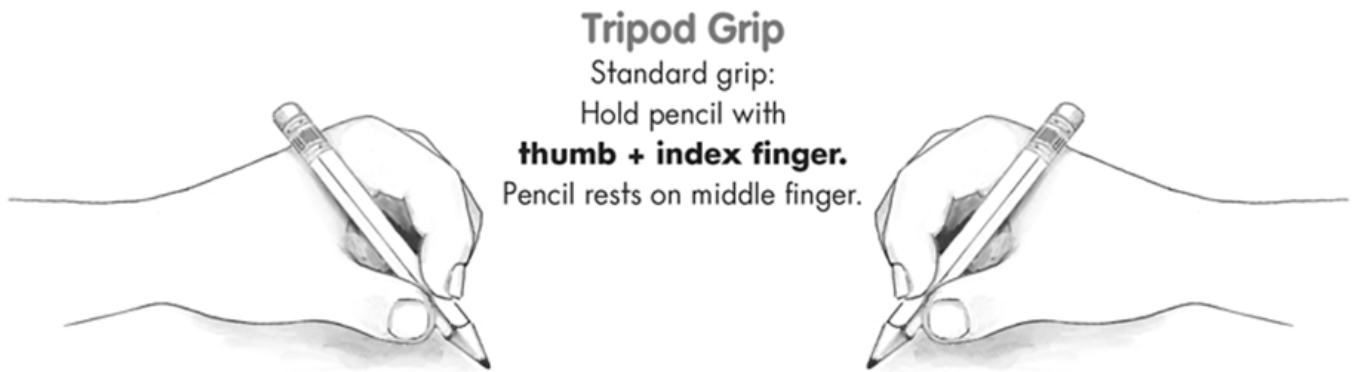 Tripod Grip
Standard grip:
Hold pencil with
thumb + index finger.
Pencil rests on middle finger.